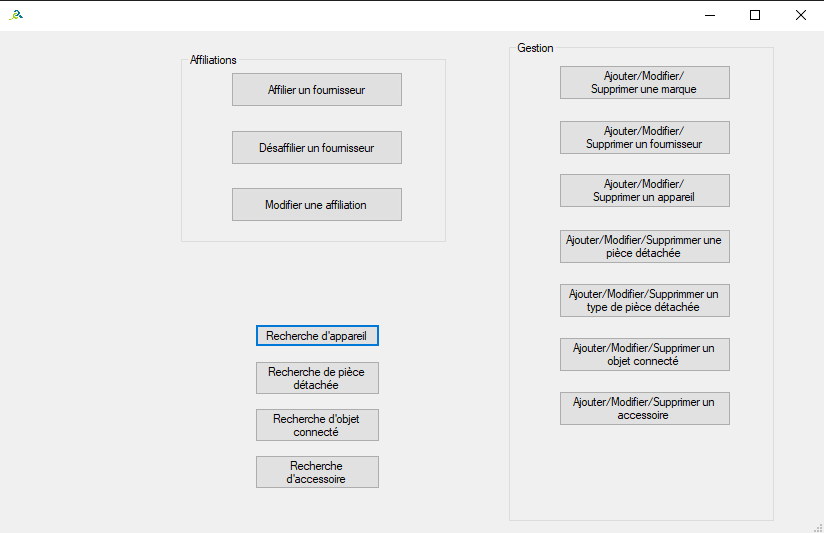 Affiliations
Affilier un fournisseur
Désaffilier un fournisseur
Modifier une affiliation
Recherche d'appareil
Recherche de pièce
détachée
Recherche d'objet
connecté
Recherche
d'accessoire
Gestion
Ajouter/Modifier/
Supprimer une marque
Ajouter/Modifier/
Supprimer un fournisseur
Ajouter/Modifier/
Supprimer un appareil
Ajouter/Modifier/Supprimmer une
pièce détachée
Ajouter/Modifier/Supprimmer un
type de pièce détachée
Ajouter/Modifier/Supprimer un
objet connecté
Ajouter/Modifier/Supprimer un
accessoire